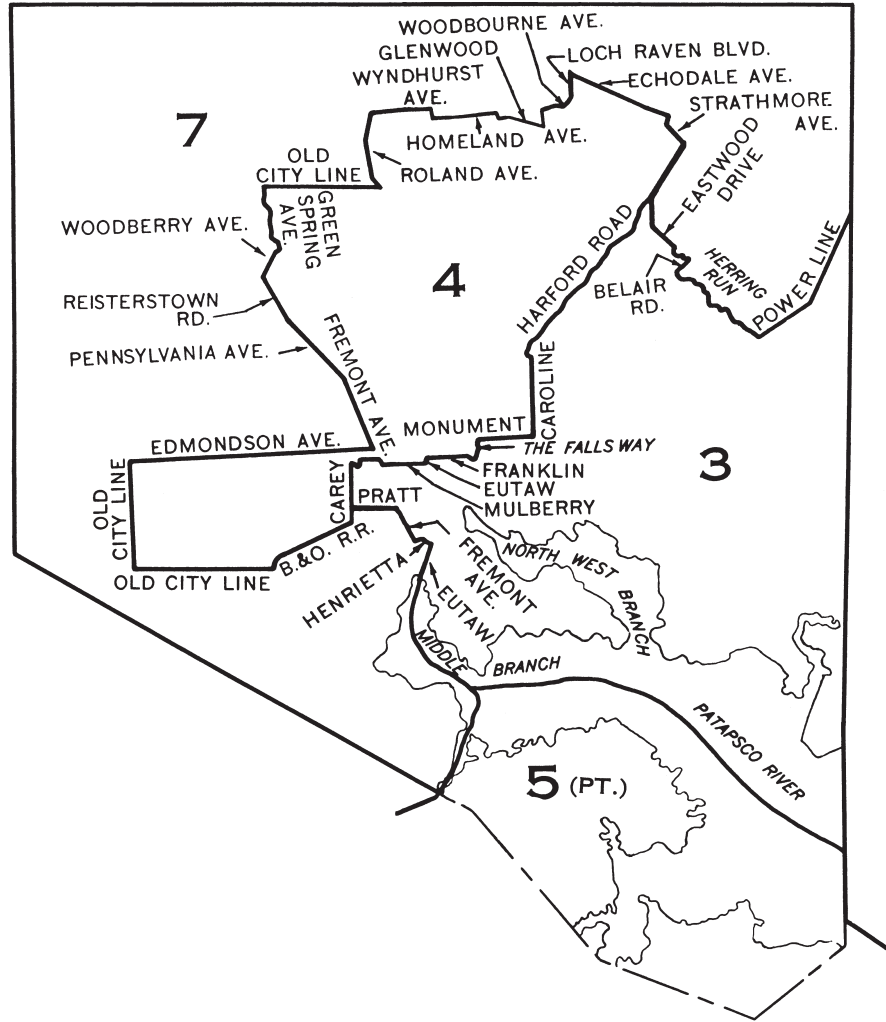 WOODBOURNE AVE.
GLENWOOD
LOCH RAVEN BLVD.
WYNDHURST
AVE.
ECHODALE AVE.
STRATHMORE
AVE.
7
HOMELAND AVE.
OLD
CITY LINE
ROLAND AVE.
EASTWOOD
DRIVE
GREEN
SPRING
AVE.
WOODBERRY AVE.
HARFORD ROAD
HERRING
RUN
POWER LINE
4
BELAIR
RD.
REISTERSTOWN
RD.
PENNSYLVANIA AVE.
FREMONT AVE.
CAROLINE
MONUMENT
EDMONDSON AVE.
THE FALLS WAY
3
FRANKLIN
EUTAW
MULBERRY
OLD
CITY LINE
CAREY
PRATT
B.&O. R.R.
OLD CITY LINE
HENRIETTA
FREMONT
AVE.
EUTAW
NORTH WEST
BRANCH
MIDDLE
BRANCH
PATAPSCO RIVER
5 (PT.)